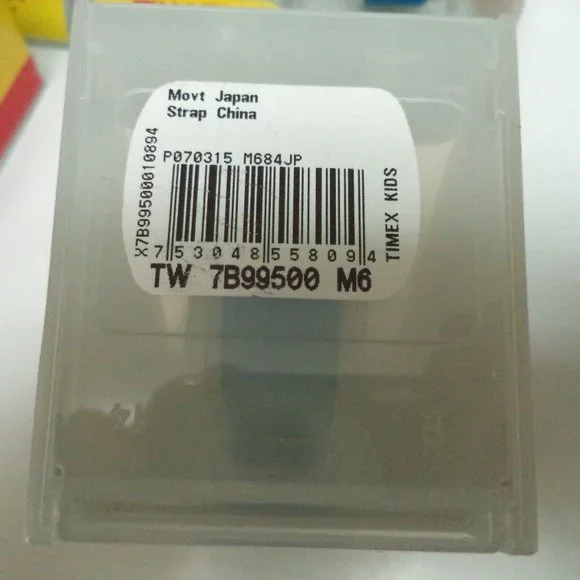 Movt Japan
Strap China
P070315 M684JP
X7B99500010894
TIMEX KIDS
7 53048 55809 4
TW 7B99500 M6